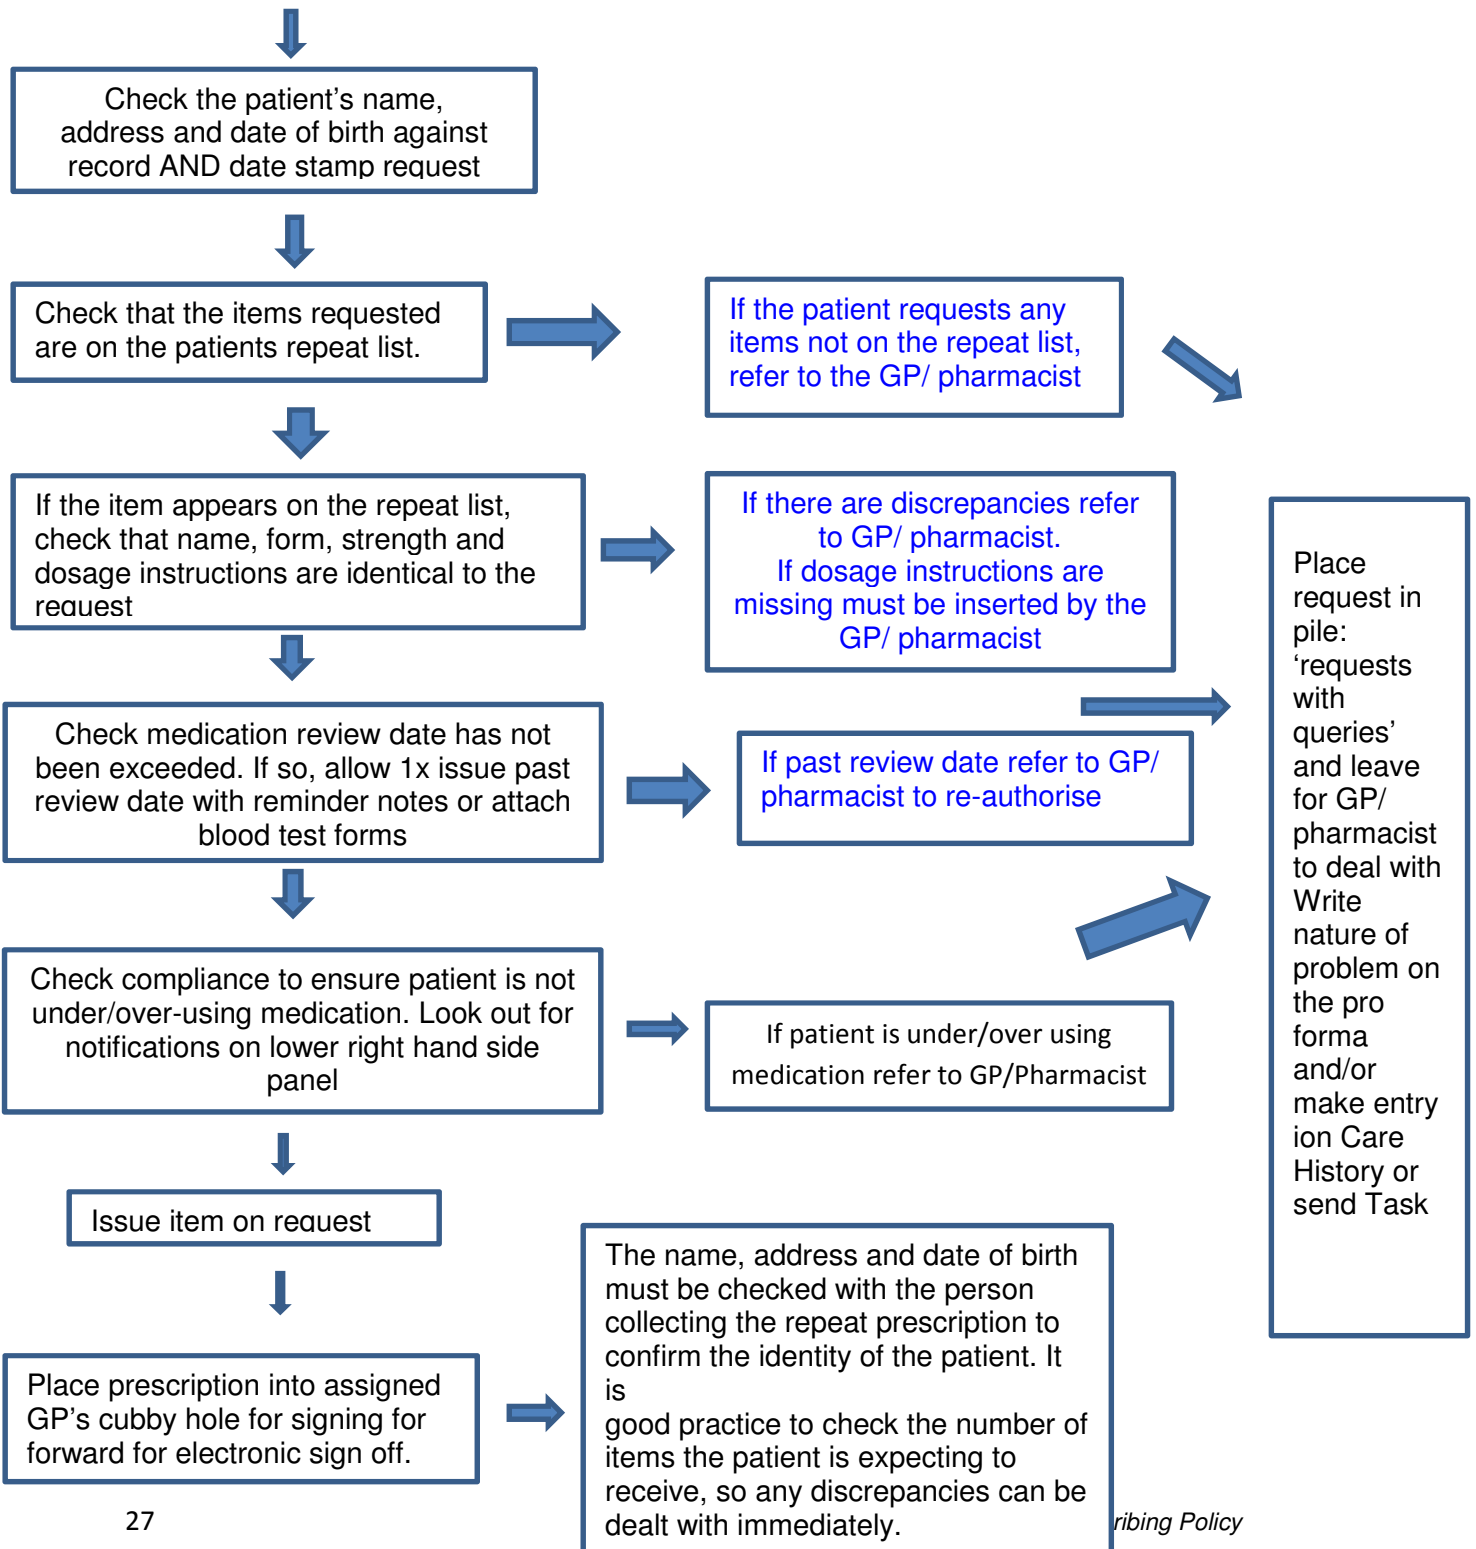 Check the patient's name,
address and date of birth against
record AND date stamp request
Check that the items requested
are on the patients repeat list.
If the patient requests any
items not on the repeat list,
refer to the GP/ pharmacist
If the item appears on the repeat list,
check that name, form, strength and
dosage instructions are identical to the
request
If there are discrepancies refer
to GP/ pharmacist.
If dosage instructions are
missing must be inserted by the
GP/ pharmacist
Check medication review date has not
been exceeded. If so, allow 1x issue past
review date with reminder notes or attach
blood test forms
If past review date refer to GP/
pharmacist to re-authorise
Check compliance to ensure patient is not
under/over-using medication. Look out for
notifications on lower right hand side
panel
If patient is under/over using
medication refer to GP/Pharmacist
Place
request in
pile:
‘requests
with
queries’
and leave
for GP/
pharmacist
to deal with
Write
nature of
problem on
the pro
forma
and/or
make entry
ion Care
History or
send Task
Issue item on request
Place prescription into assigned
GP's cubby hole for signing for
forward for electronic sign off.
The name, address and date of birth
must be checked with the person
collecting the repeat prescription to
confirm the identity of the patient. It
is
good practice to check the number of
items the patient is expecting to
receive, so any discrepancies can be
dealt with immediately.
27
ribing Policy